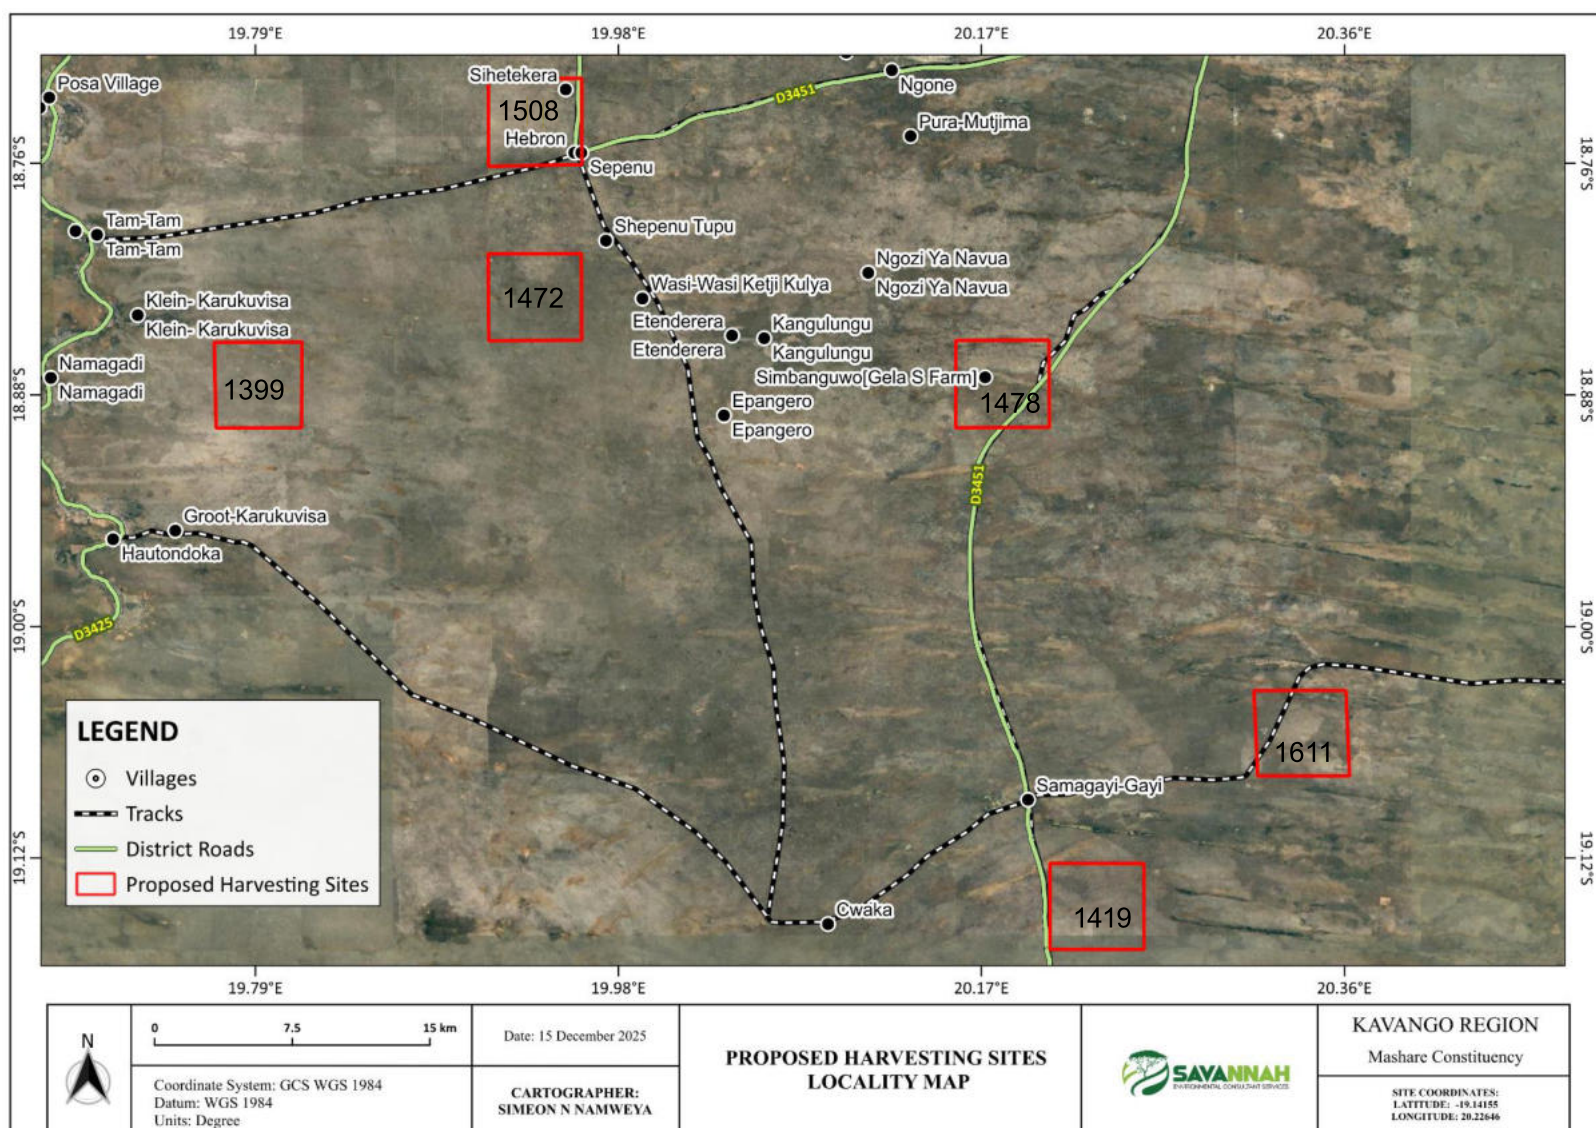 19.79°E
19.98°E
20.17°E
20.36°E
Posa Village
Sihetekera
1508
Hebron
Sepenu
D3451
Ngone
Pura-Mutjima
18.76°S
18.76°S
Tam-Tam
Tam-Tam
Shepenu Tupu
Ngozi Ya Navua
Ngozi Ya Navua
1472
Wasi-Wasi Ketji Kulya
Klein- Karukuvisa
Klein- Karukuvisa
Etenderera
Etenderera
Kangulungu
Kangulungu
Namagadi
Namagadi
1399
Simbanguwo[Gela S Farm]
1478
18.88°S
18.88°S
Epangero
Epangero
D3451
Groot-Karukuvisa
Hautondoka
D3425
19.00°S
19.00°S
1611
Samagayi-Gayi
19.12°S
19.12°S
Cwaka
1419
LEGEND
Villages
Tracks
District Roads
Proposed Harvesting Sites
19.79°E
19.98°E
20.17°E
20.36°E
N
0 7.5 15 km
Coordinate System: GCS WGS 1984
Datum: WGS 1984
Units: Degree
Date: 15 December 2025
CARTOGRAPHER:
SIMEON N NAMWEYA
PROPOSED HARVESTING SITES
LOCALITY MAP
SAVANNAH
ENVIRONMENTAL CONSULTANT SERVICES
KAVANGO REGION
Mashare Constituency
SITE COORDINATES:
LATITUDE: -19.14155
LONGITUDE: 20.22646